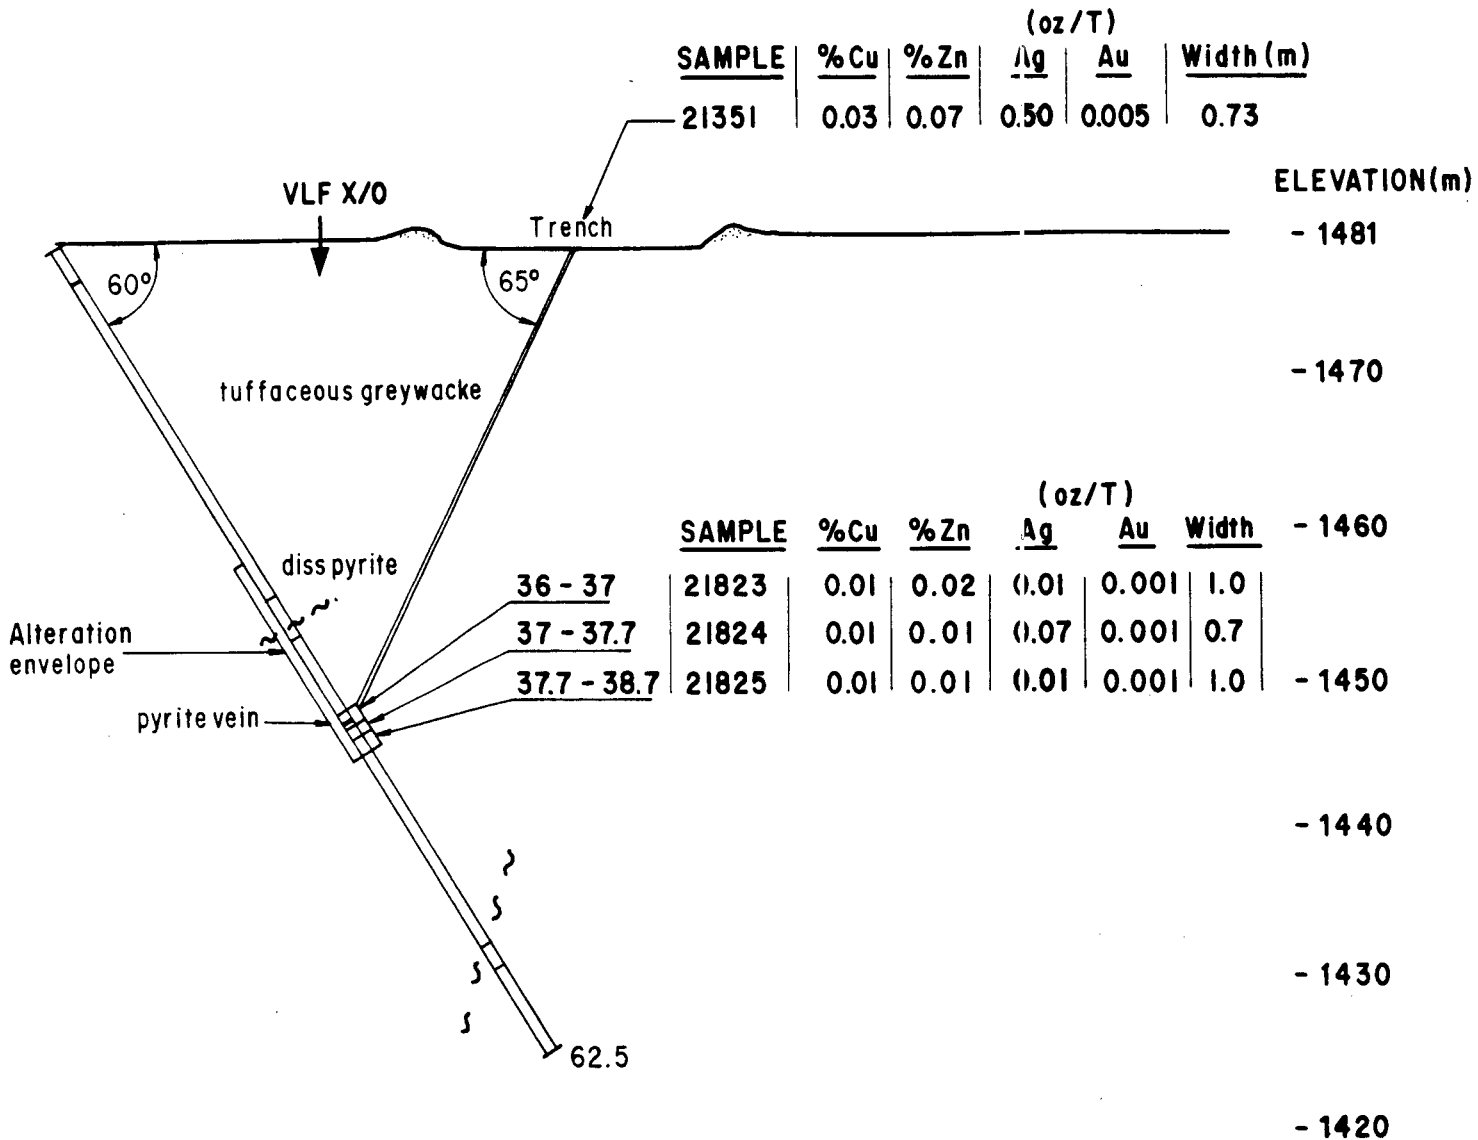 (oz/T)
SAMPLE %Cu %Zn Ag Au Width (m)
21351 0.03 0.07 0.50 0.005 0.73
ELEVATION(m)
VLF X/O
Trench
- 1481
60°
65°
- 1470
tuffaceous greywacke
(oz/T)
SAMPLE %Cu %Zn Ag Au Width
- 1460
diss pyrite
36 - 37 21823 0.01 0.02 0.01 0.001 1.0
37 - 37.7 21824 0.01 0.01 0.07 0.001 0.7
Alteration
envelope
37.7 - 38.7 21825 0.01 0.01 0.01 0.001 1.0
- 1450
pyrite vein
- 1440
- 1430
62.5
- 1420